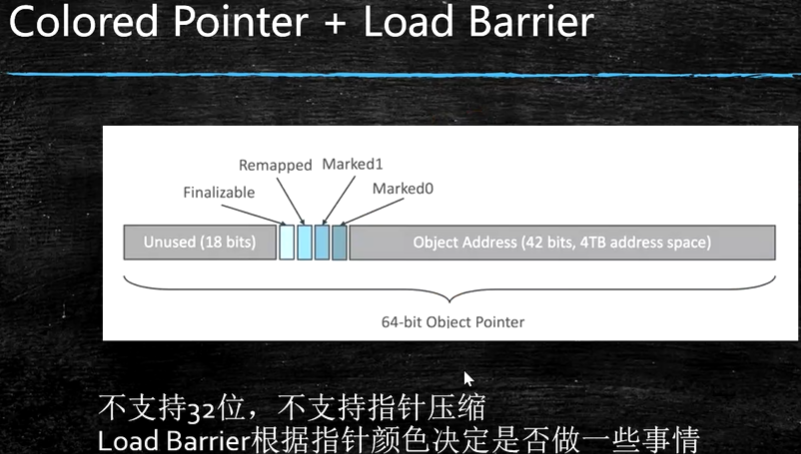 Colored Pointer + Load Barrier
Remapped Marked1
Finalizable Marked0
Unused (18 bits) Object Address (42 bits, 4TB address space)
64-bit Object Pointer
不支持32位，不支持指针压缩
Load Barrier根据指针颜色决定是否做一些事情